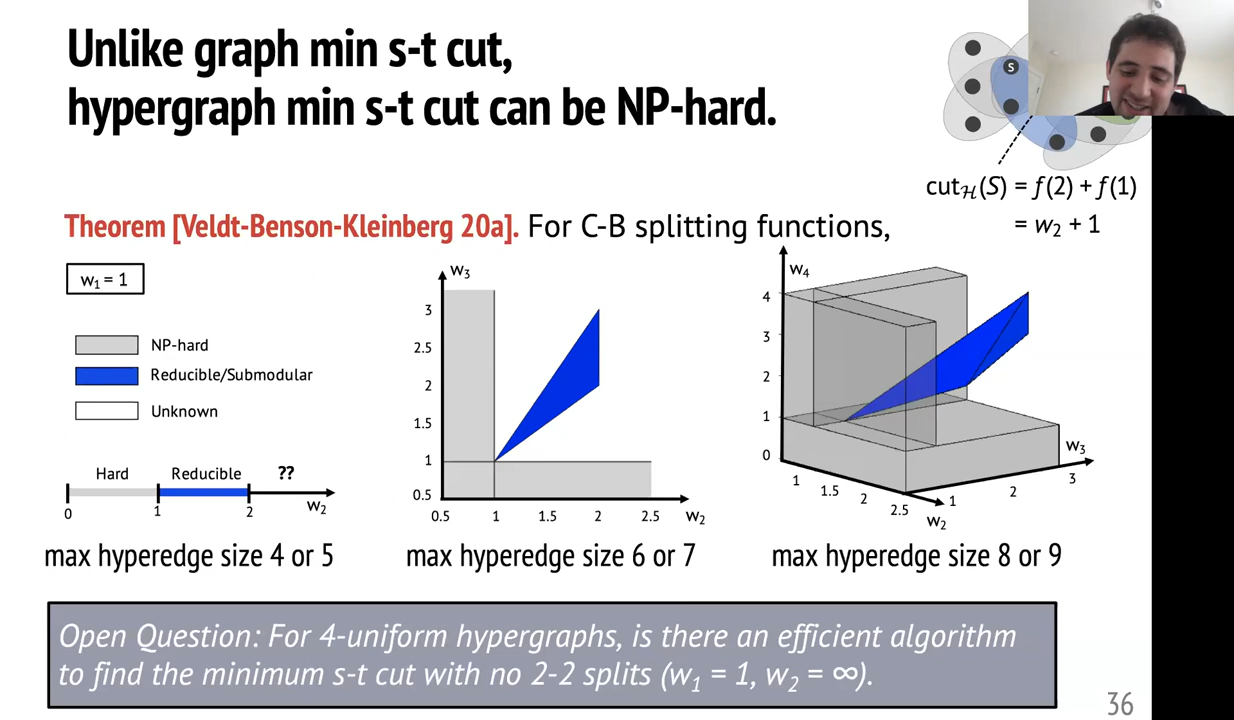 Unlike graph min s-t cut,
hypergraph min s-t cut can be NP-hard.
S
cut_ℋ(S) = f(2) + f(1)
= w₂ + 1
Theorem [Veldt-Benson-Kleinberg 20a]. For C-B splitting functions,
w₁ = 1
NP-hard
Reducible/Submodular
Unknown
Hard Reducible ??
0 1 2 w₂
max hyperedge size 4 or 5
w₃
3
2.5
2
1.5
1
0.5
0.5 1 1.5 2 2.5 w₂
max hyperedge size 6 or 7
w₄
4
3
2
1
0
1 1.5 2 2.5
w₂
1 2 3
w₃
max hyperedge size 8 or 9
Open Question: For 4-uniform hypergraphs, is there an efficient algorithm
to find the minimum s-t cut with no 2-2 splits (w₁ = 1, w₂ = ∞).
36